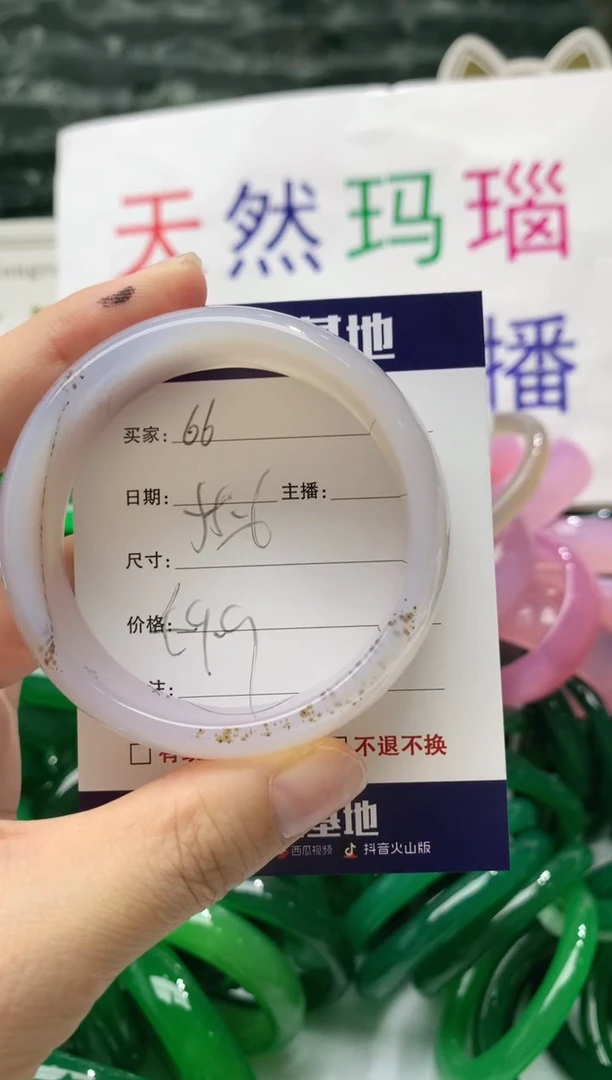 天然玛瑙
播
基地
买家: 66
日期: 主播:
尺寸:
价格:
注:
不退不换
基地
西瓜视频 抖音火山版